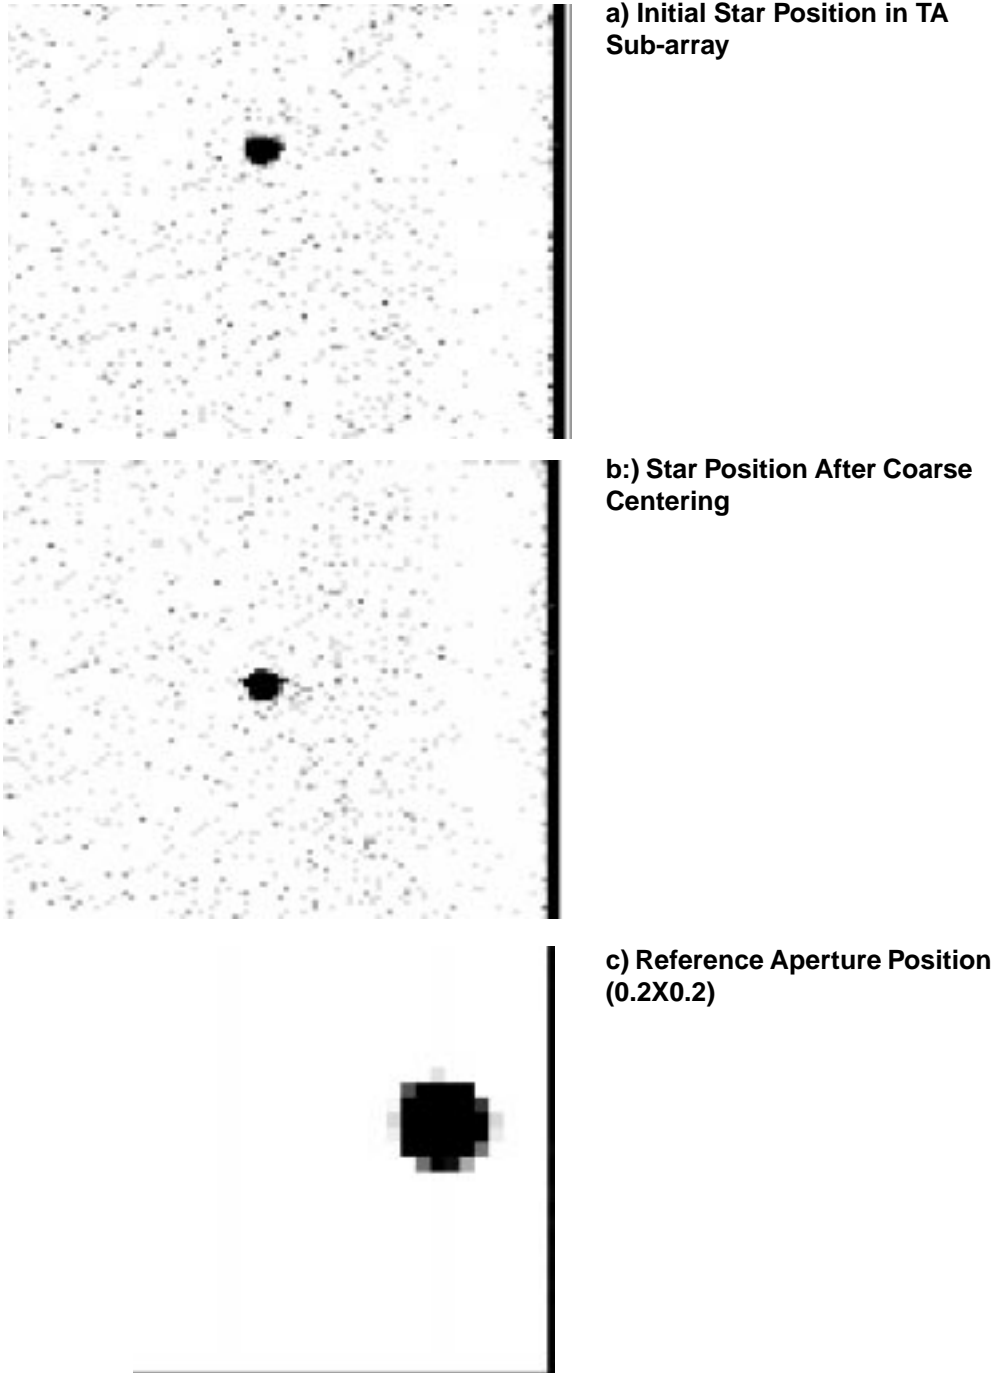 a) Initial Star Position in TA
Sub-array
b:) Star Position After Coarse
Centering
c) Reference Aperture Position
(0.2X0.2)